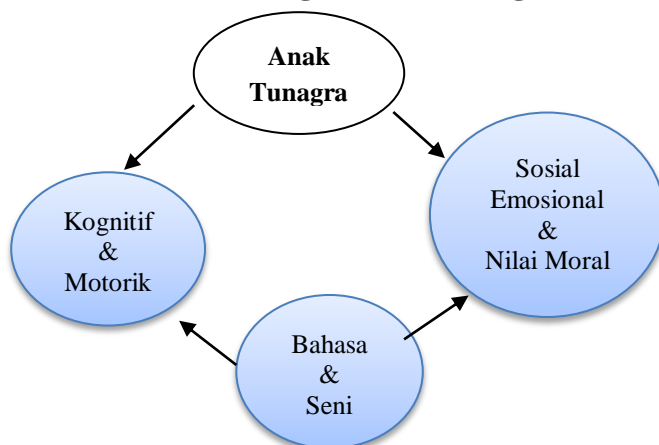 Anak
Tunagra
Sosial
Emosional
&
Nilai Moral
Kognitif
&
Motorik
Bahasa
&
Seni